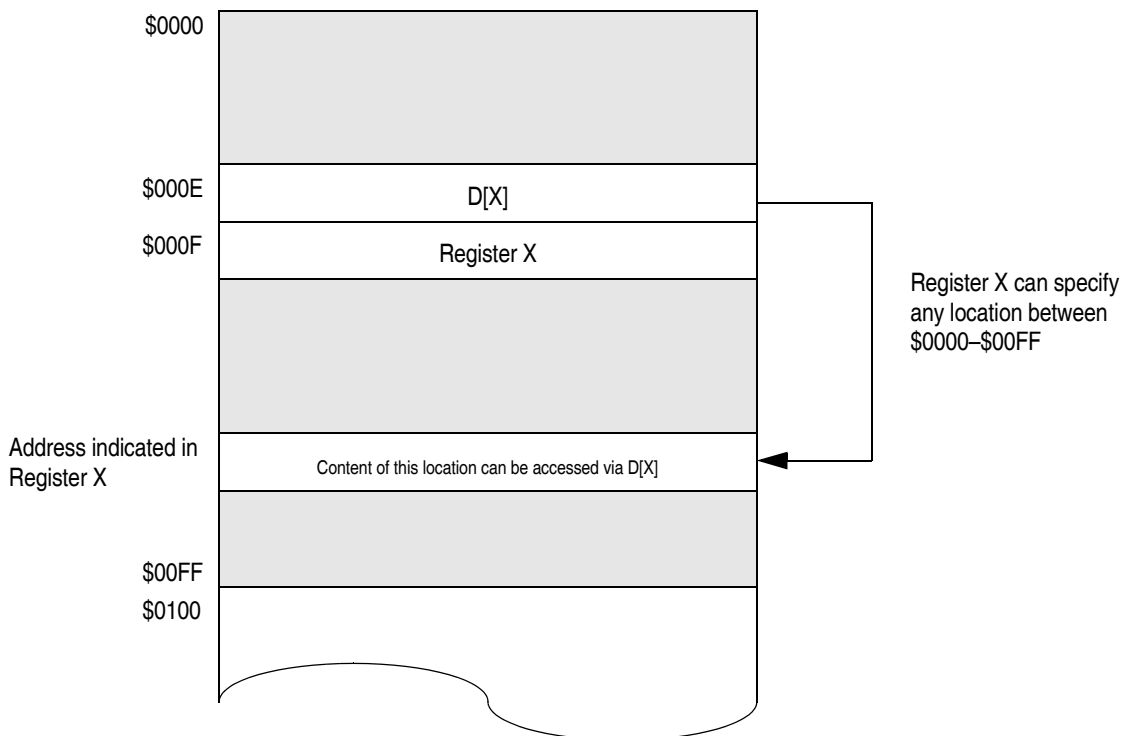 $0000
$000E
D[X]
$000F
Register X
Register X can specify
any location between
$0000–$00FF
Address indicated in
Register X
Content of this location can be accessed via D[X]
$00FF
$0100